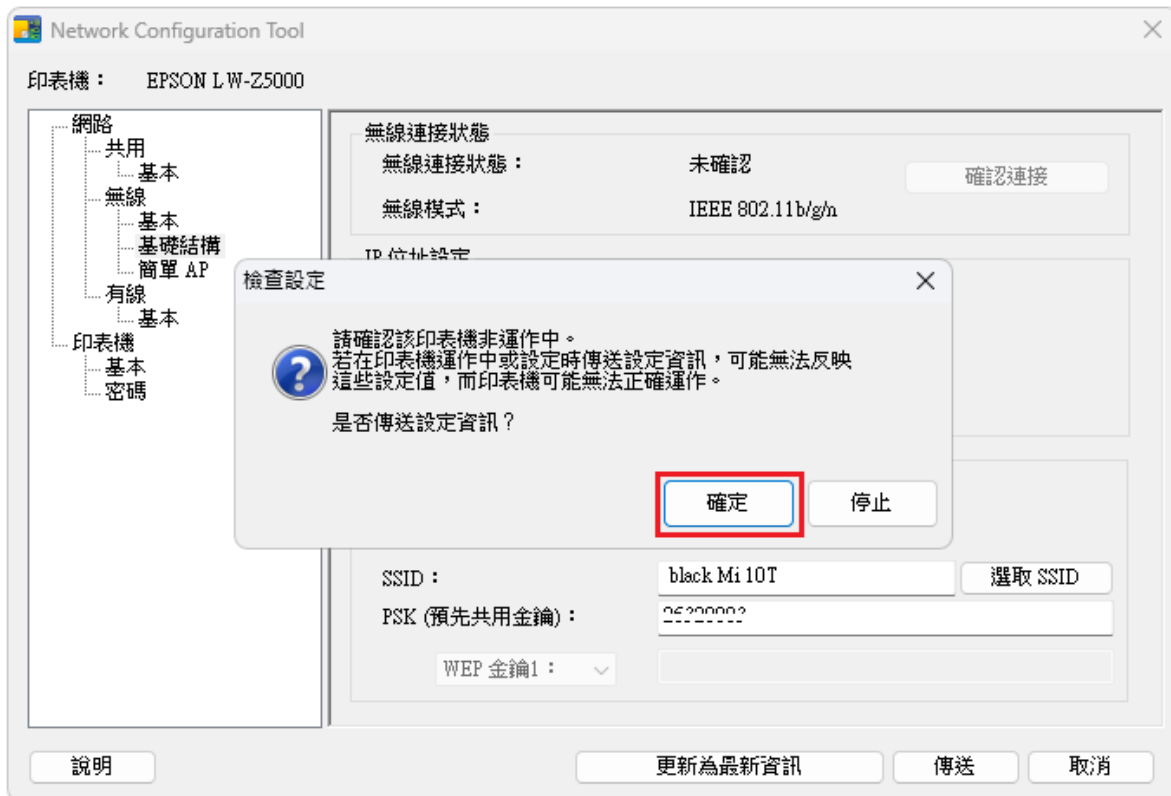 Network Configuration Tool
印表機： EPSON LW-Z5000
網路
共用
基本
無線
基本
基礎結構
簡單 AP
有線
基本
印表機
基本
密碼
無線連接狀態
無線連接狀態： 未確認 確認連接
無線模式： IEEE 802.11b/g/n
IP 位址設定
檢查設定
請確認該印表機非運作中。
若在印表機運作中或設定時傳送設定資訊，可能無法反映
這些設定值，而印表機可能無法正確運作。
是否傳送設定資訊？
確定 停止
SSID： black Mi 10T 選取 SSID
PSK (預先共用金鑰)：
WEP 金鑰1：
說明 更新為最新資訊 傳送 取消